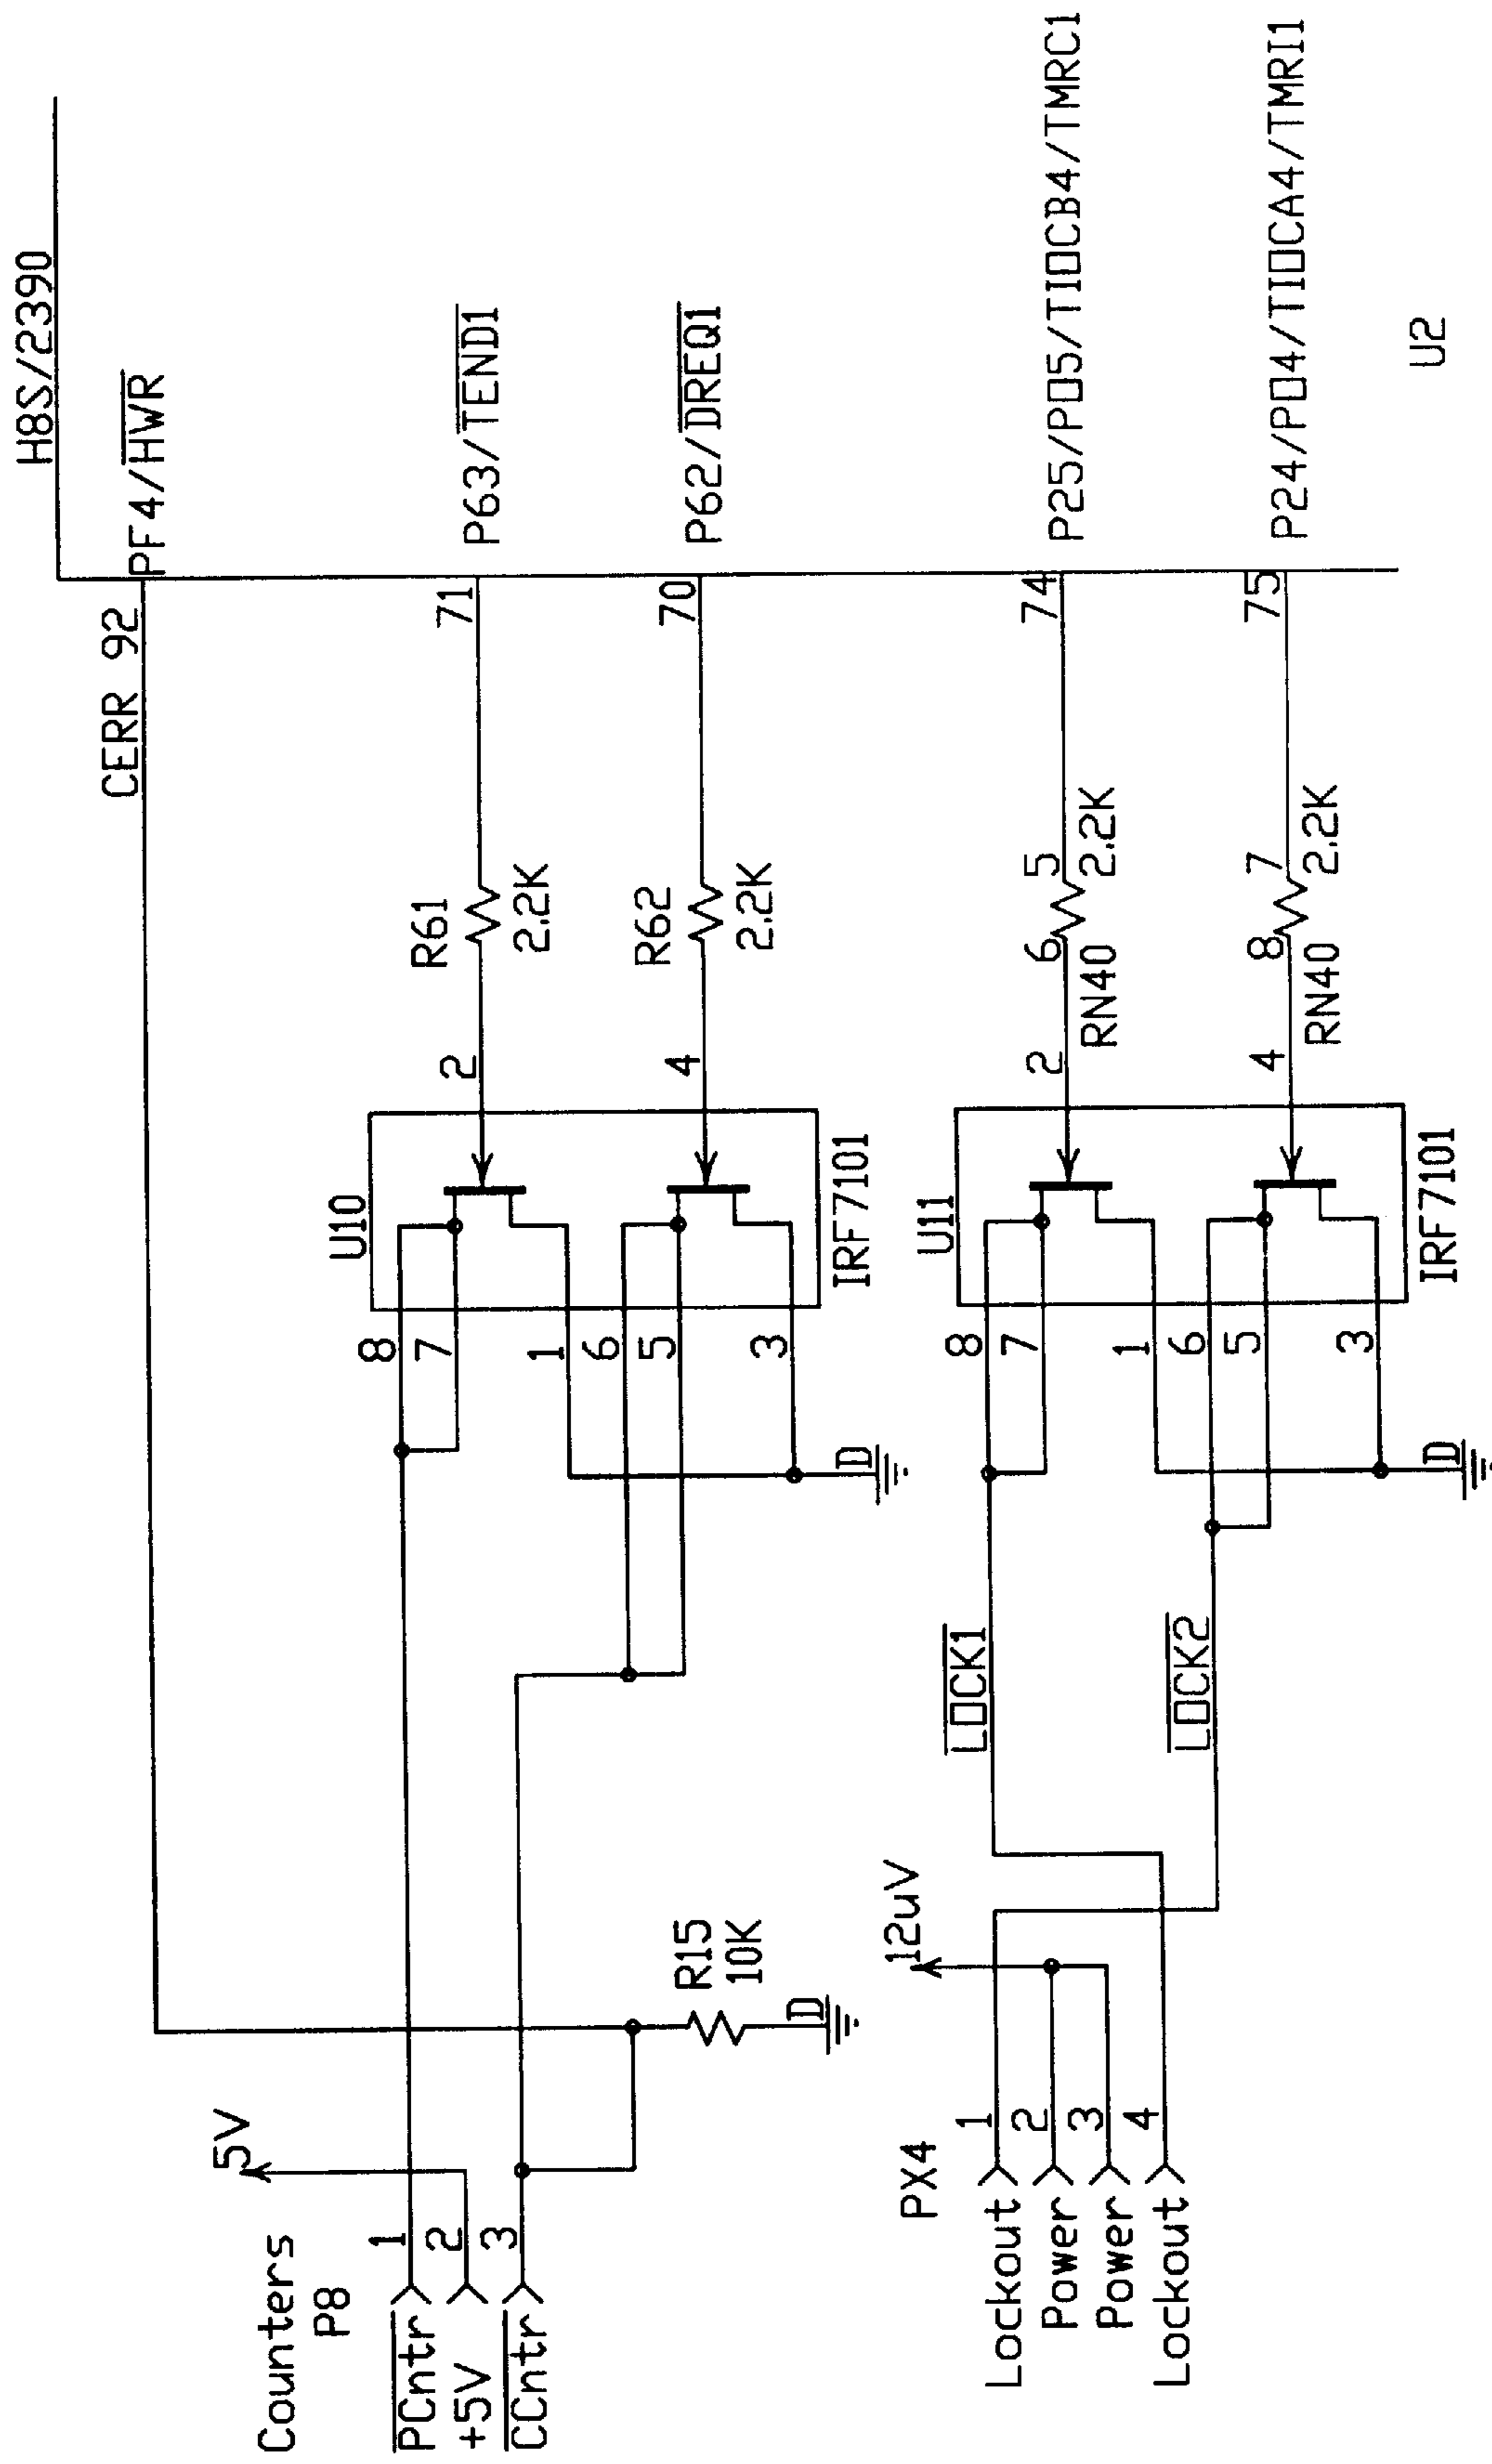 H8S/2390
CERR 92 PF4/HWR
5V
Counters
P8
U10
PCntr 1 8 2 R61 71 P63/TEND1
+5V 2 7 2.2K
CCntr 3 1
6 4 R62 70 P62/DREQ1
5 2.2K
R15
10K
3
D
D
IRF7101
12uV
PX4
U11
Lockout 1 LOCK1 8 2 6 5 74 P25/PO5/TIOCB4/TMRC1
Power 2 7 RN40 2.2K
Power 3 1
Lockout 4 LOCK2 6 4 8 7 75 P24/PO4/TIOCA4/TMRI1
5 RN40 2.2K
3
D
IRF7101
U2